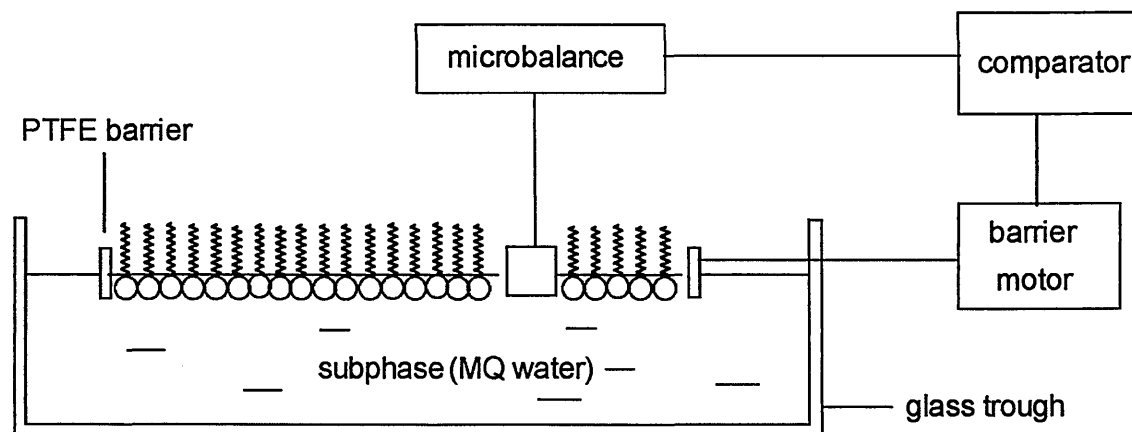 microbalance
comparator
PTFE barrier
barrier
motor
subphase (MQ water)
glass trough